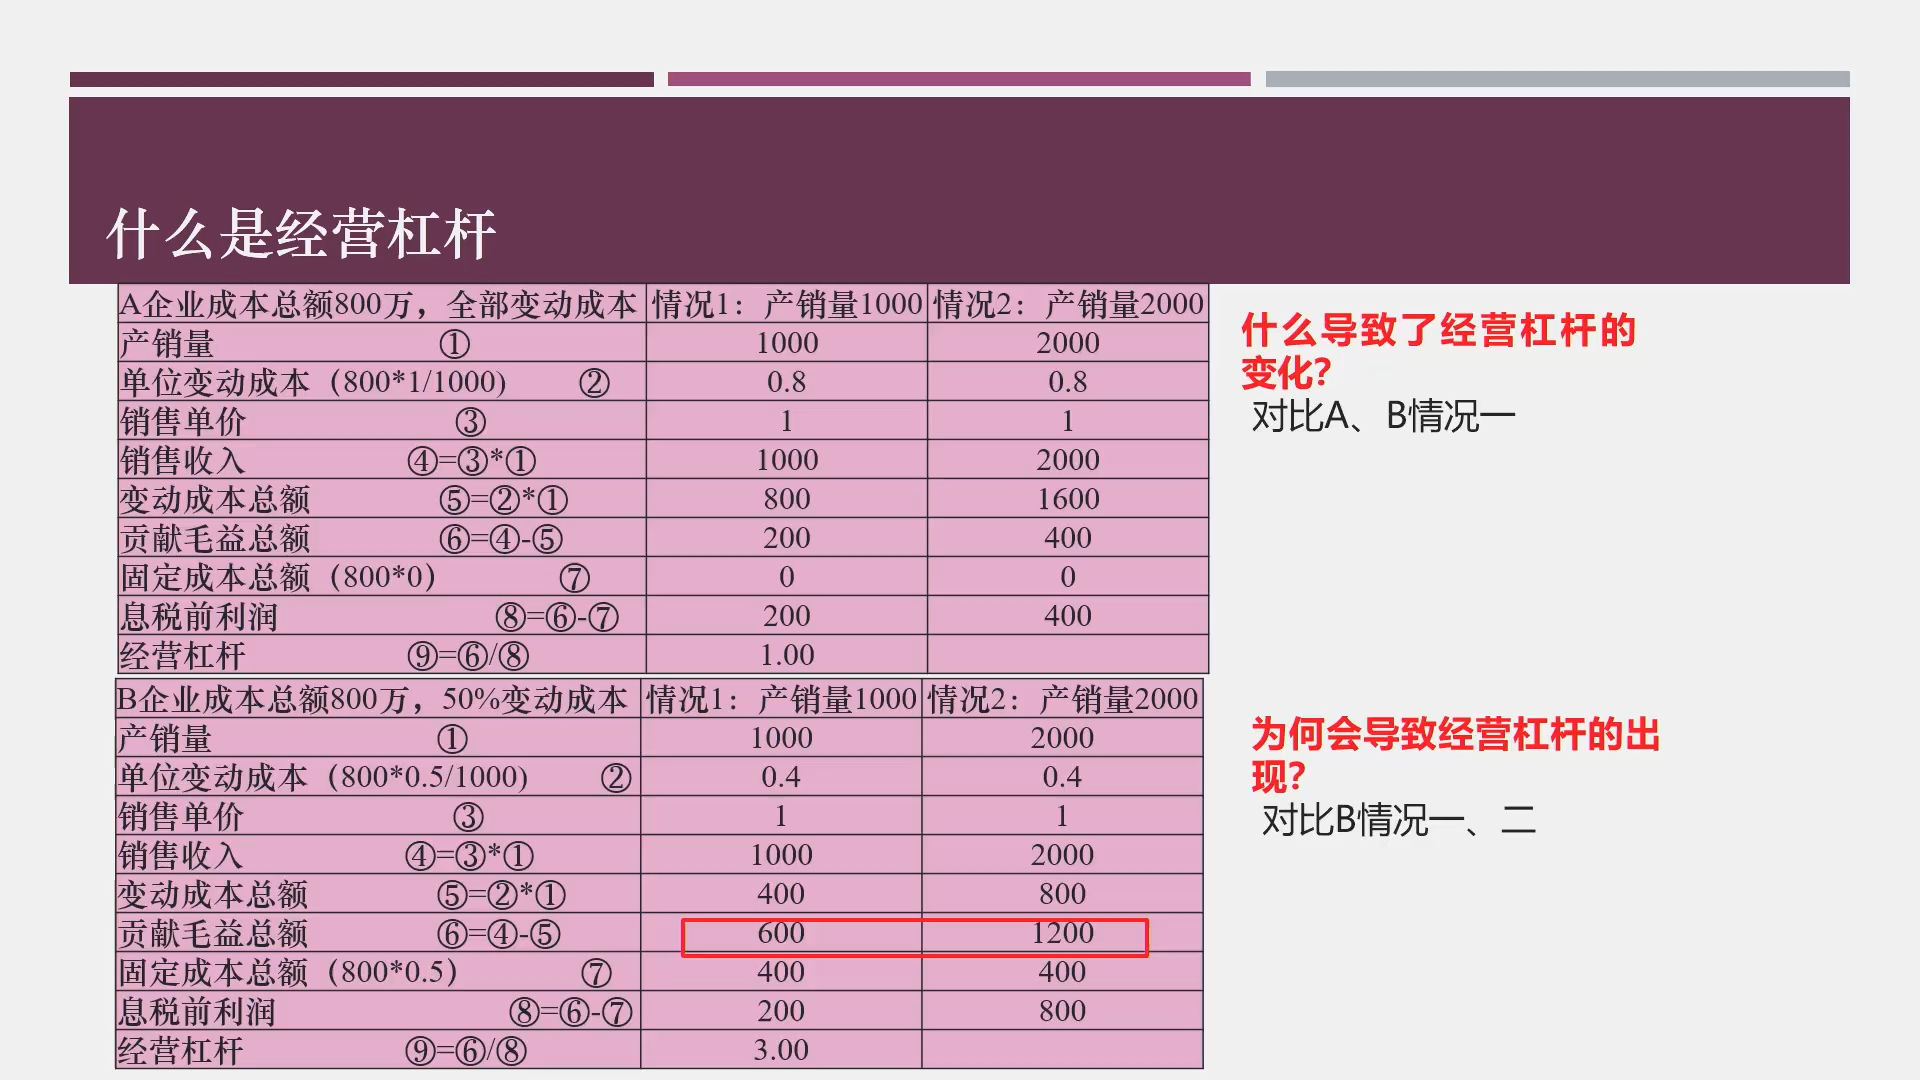 什么是经营杠杆
A企业成本总额800万，全部变动成本 情况1：产销量1000 情况2：产销量2000
产销量 ① 1000 2000
单位变动成本（800*1/1000) ② 0.8 0.8
销售单价 ③ 1 1
销售收入 ④=③*① 1000 2000
变动成本总额 ⑤=②*① 800 1600
贡献毛益总额 ⑥=④-⑤ 200 400
固定成本总额（800*0） ⑦ 0 0
息税前利润 ⑧=⑥-⑦ 200 400
经营杠杆 ⑨=⑥/⑧ 1.00
B企业成本总额800万，50%变动成本 情况1：产销量1000 情况2：产销量2000
产销量 ① 1000 2000
单位变动成本（800*0.5/1000) ② 0.4 0.4
销售单价 ③ 1 1
销售收入 ④=③*① 1000 2000
变动成本总额 ⑤=②*① 400 800
贡献毛益总额 ⑥=④-⑤ 600 1200
固定成本总额（800*0.5） ⑦ 400 400
息税前利润 ⑧=⑥-⑦ 200 800
经营杠杆 ⑨=⑥/⑧ 3.00
什么导致了经营杠杆的
变化？
对比A、B情况一
为何会导致经营杠杆的出
现？
对比B情况一、二